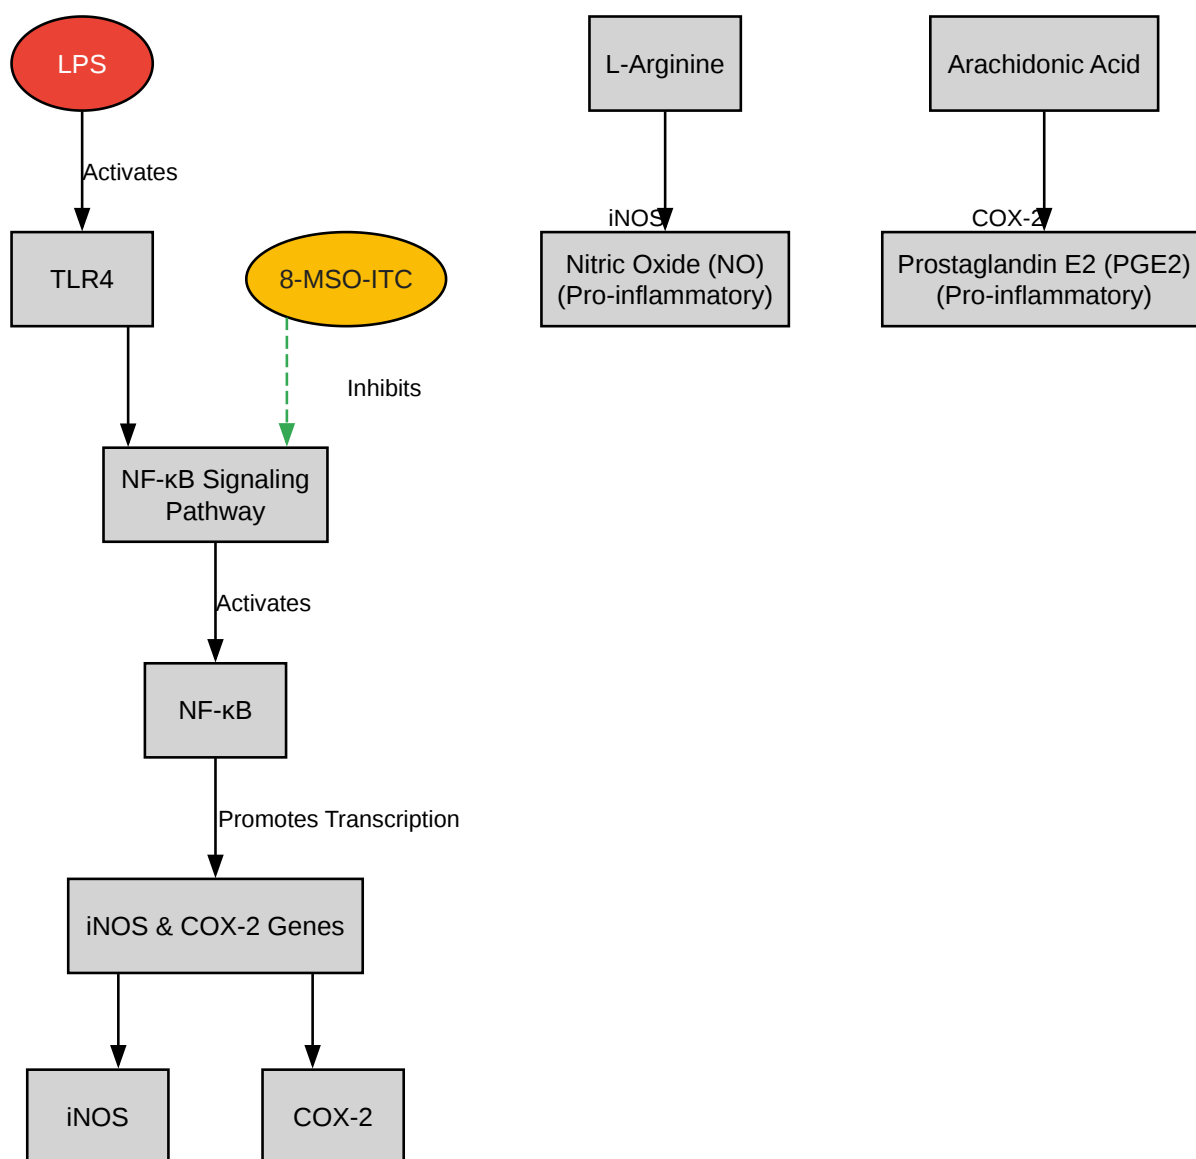 LPS
L-Arginine
Arachidonic Acid
Activates
iNOS
COX-2
TLR4
8-MSO-ITC
Nitric Oxide (NO)
(Pro-inflammatory)
Prostaglandin E2 (PGE2)
(Pro-inflammatory)
Inhibits
NF-κB Signaling
Pathway
Activates
NF-κB
Promotes Transcription
iNOS & COX-2 Genes
iNOS
COX-2